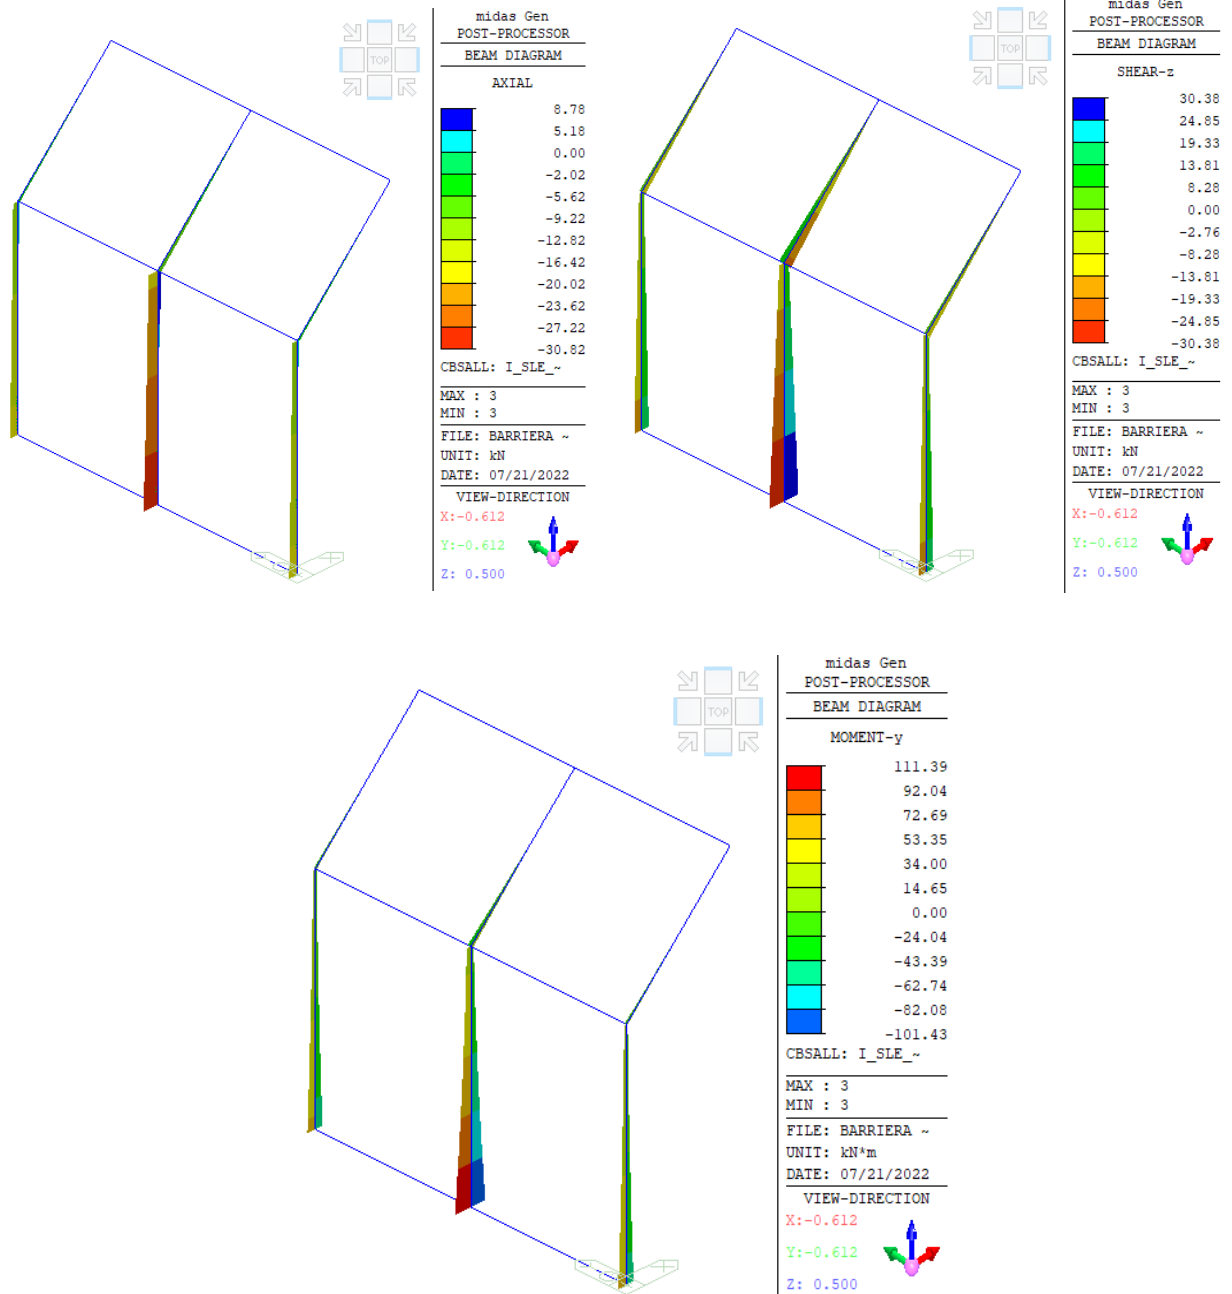 TOP
midas Gen
POST-PROCESSOR
BEAM DIAGRAM
AXIAL
8.78
5.18
0.00
-2.02
-5.62
-9.22
-12.82
-16.42
-20.02
-23.62
-27.22
-30.82
CBSALL: I_SLE_~
MAX : 3
MIN : 3
FILE: BARRIERA ~
UNIT: kN
DATE: 07/21/2022
VIEW-DIRECTION
X:-0.612
Y:-0.612
Z: 0.500
TOP
midas Gen
POST-PROCESSOR
BEAM DIAGRAM
SHEAR-z
30.38
24.85
19.33
13.81
8.28
0.00
-2.76
-8.28
-13.81
-19.33
-24.85
-30.38
CBSALL: I_SLE_~
MAX : 3
MIN : 3
FILE: BARRIERA ~
UNIT: kN
DATE: 07/21/2022
VIEW-DIRECTION
X:-0.612
Y:-0.612
Z: 0.500
TOP
midas Gen
POST-PROCESSOR
BEAM DIAGRAM
MOMENT-y
111.39
92.04
72.69
53.35
34.00
14.65
0.00
-24.04
-43.39
-62.74
-82.08
-101.43
CBSALL: I_SLE_~
MAX : 3
MIN : 3
FILE: BARRIERA ~
UNIT: kN*m
DATE: 07/21/2022
VIEW-DIRECTION
X:-0.612
Y:-0.612
Z: 0.500